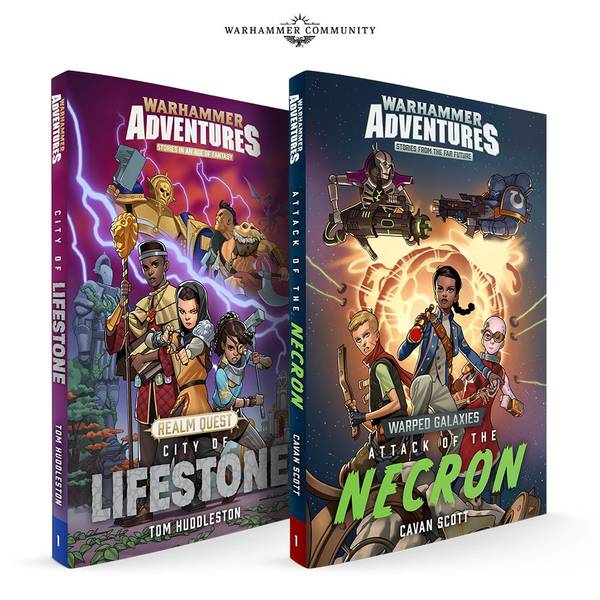 WARHAMMER COMMUNITY
WARHAMMER
ADVENTURES
CITY OF LIFESTONE
TOM HUDDLESTON
1
WARHAMMER
ADVENTURES
STORIES IN AN AGE OF FANTASY
REALM QUEST
CITY OF
LIFESTONE
TOM HUDDLESTON
WARHAMMER
ADVENTURES
ATTACK OF THE NECRON
CAVAN SCOTT
1
WARHAMMER
ADVENTURES
STORIES FROM THE FAR FUTURE
WARPED GALAXIES
ATTACK OF THE
NECRON
CAVAN SCOTT